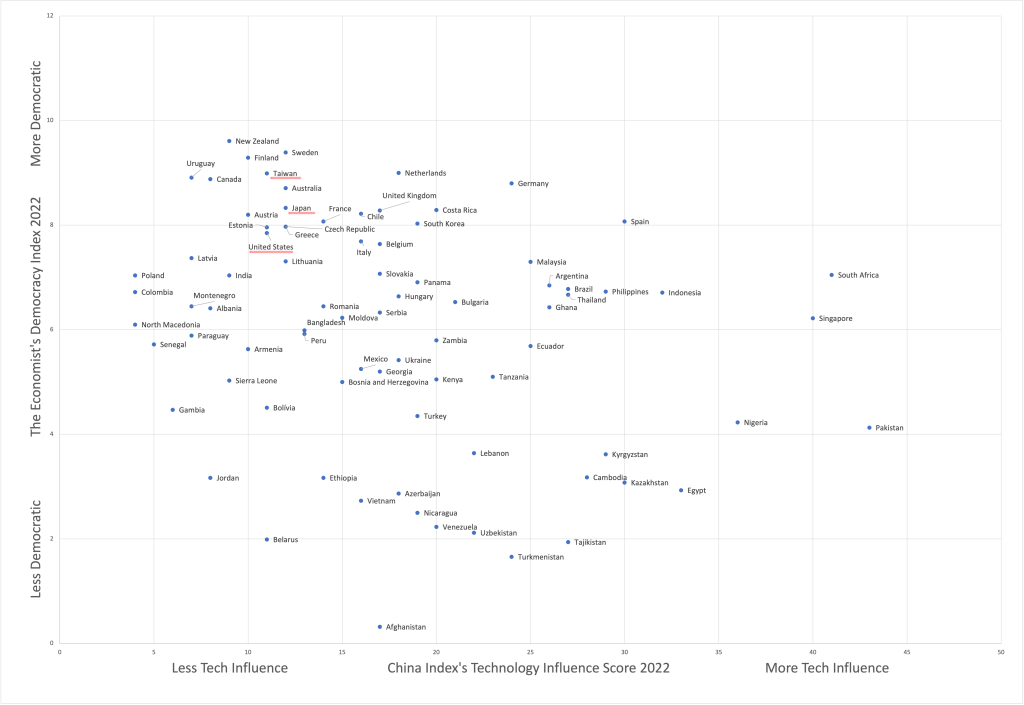 12
10
8
6
4
2
0
More Democratic
The Economist's Democracy Index 2022
Less Democratic
New Zealand
Sweden
Finland
Uruguay
Taiwan
Netherlands
Canada
Germany
Australia
United Kingdom
Japan
France
Costa Rica
Austria
Chile
Estonia
Czech Republic
South Korea
Spain
Greece
United States
Belgium
Italy
Latvia
Lithuania
Malaysia
Poland
India
Slovakia
Argentina
South Africa
Panama
Colombia
Montenegro
Hungary
Brazil
Philippines
Indonesia
Thailand
Albania
Romania
Bulgaria
Ghana
Moldova
Serbia
Singapore
North Macedonia
Bangladesh
Paraguay
Peru
Zambia
Senegal
Armenia
Ecuador
Mexico
Ukraine
Georgia
Sierra Leone
Bosnia and Herzegovina
Kenya
Tanzania
Gambia
Bolívia
Turkey
Nigeria
Pakistan
Lebanon
Kyrgyzstan
Jordan
Ethiopia
Cambodia
Kazakhstan
Azerbaijan
Egypt
Vietnam
Nicaragua
Venezuela
Uzbekistan
Belarus
Tajikistan
Turkmenistan
Afghanistan
0 5 10 15 20 25 30 35 40 45 50
Less Tech Influence
China Index's Technology Influence Score 2022
More Tech Influence